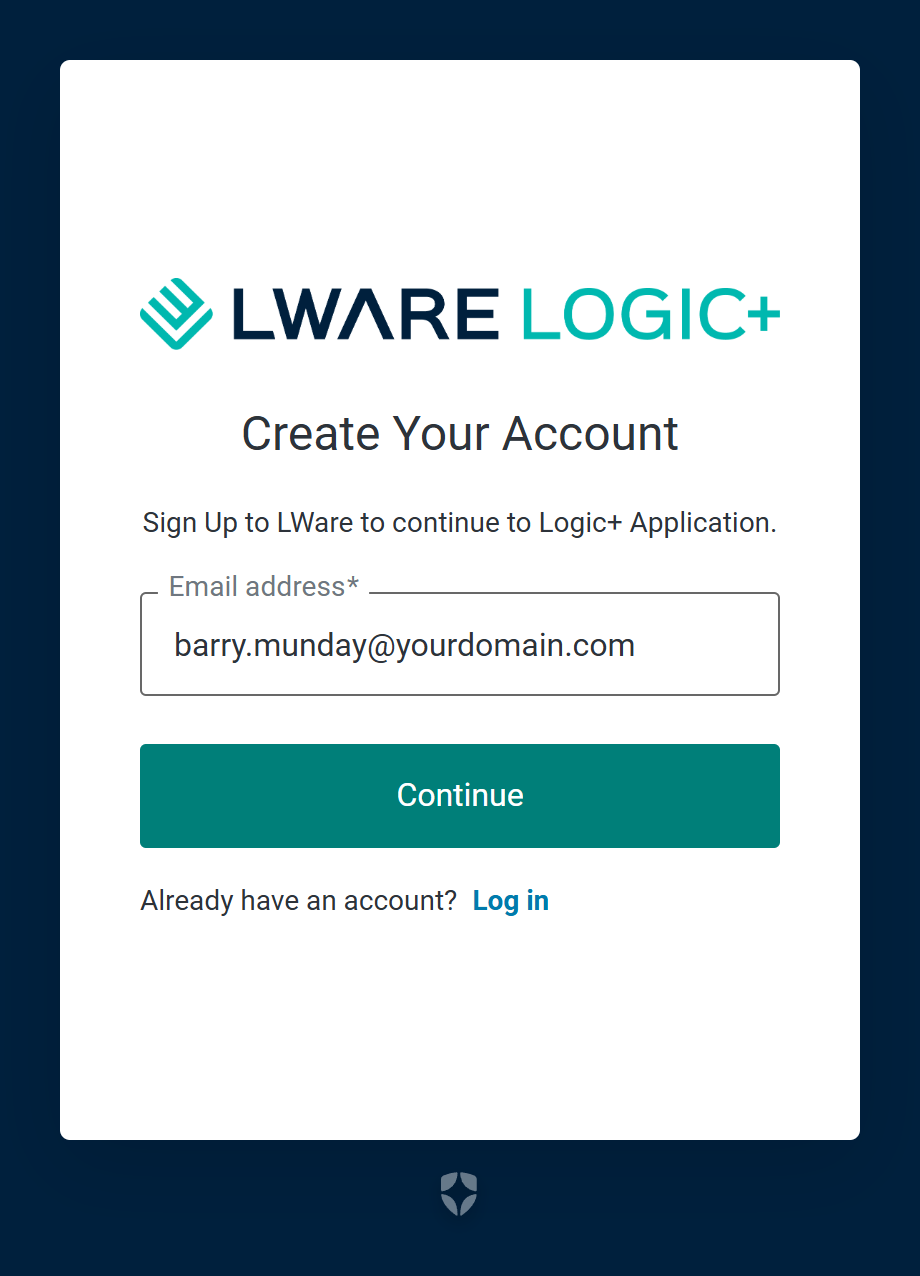 LWARE LOGIC+
Create Your Account
Sign Up to LWare to continue to Logic+ Application.
Email address*
barry.munday@yourdomain.com
Continue
Already have an account? Log in